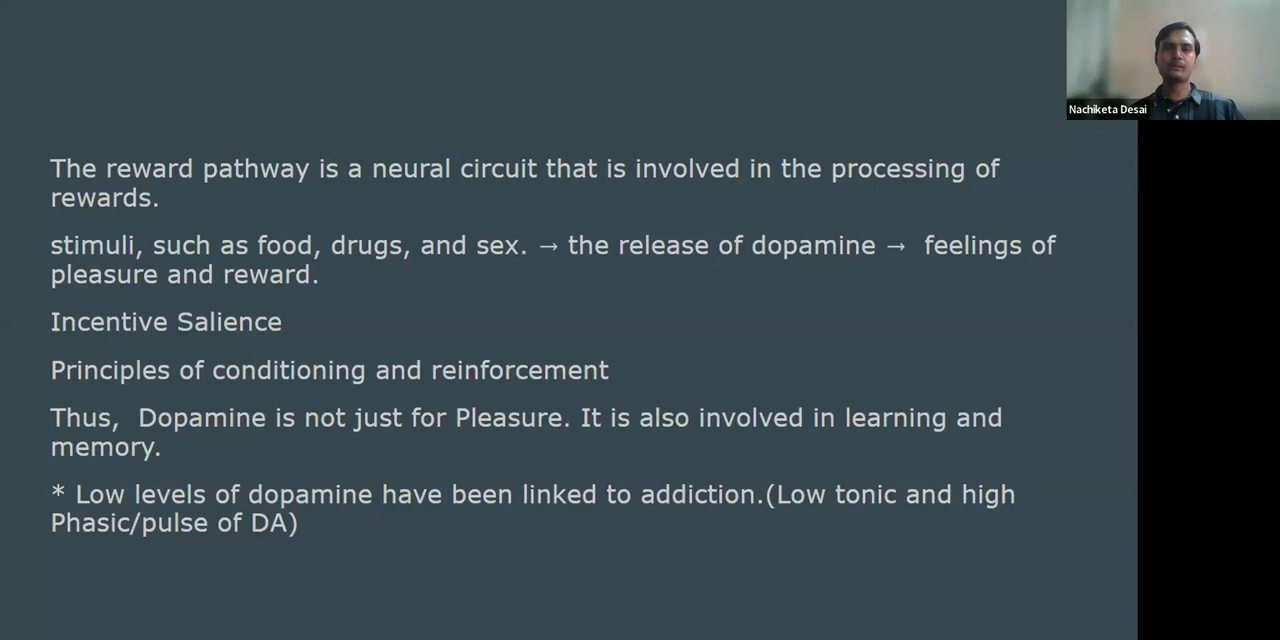 Nachiketa Desai
The reward pathway is a neural circuit that is involved in the processing of
rewards.
stimuli, such as food, drugs, and sex. → the release of dopamine →  feelings of
pleasure and reward.
Incentive Salience
Principles of conditioning and reinforcement
Thus,  Dopamine is not just for Pleasure. It is also involved in learning and
memory.
* Low levels of dopamine have been linked to addiction.(Low tonic and high
Phasic/pulse of DA)